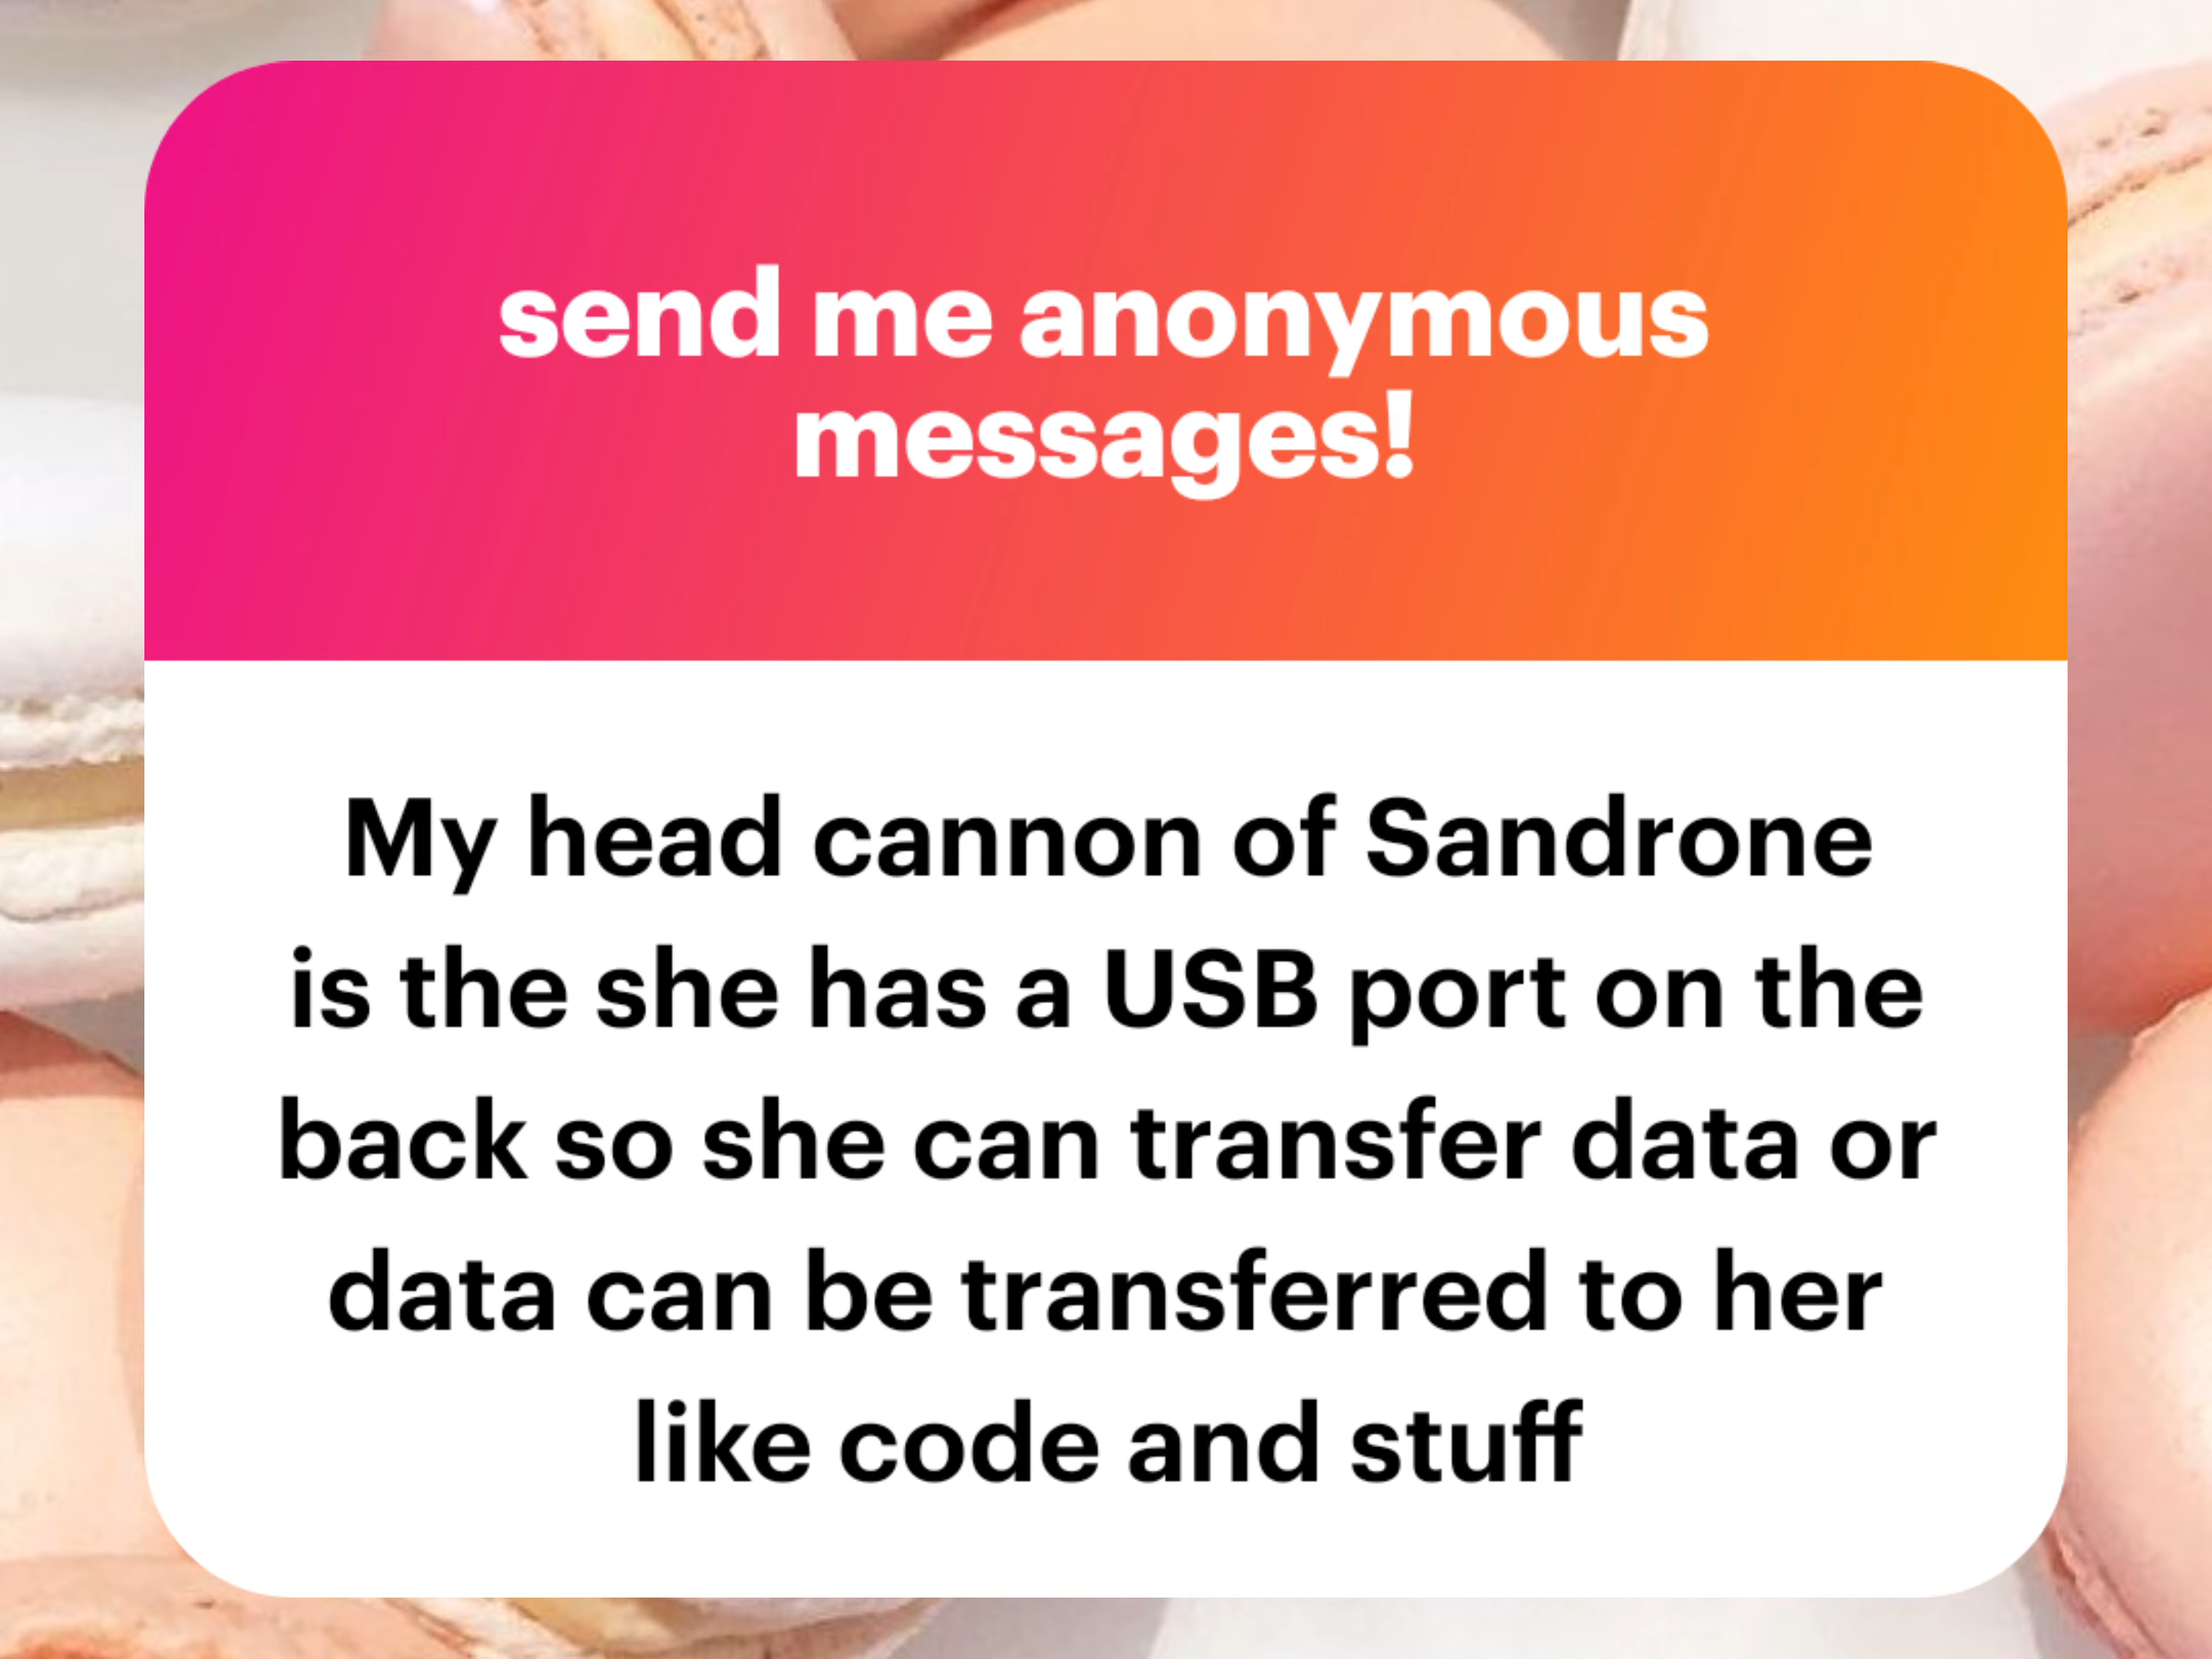 send me anonymous
messages!
My head cannon of Sandrone
is the she has a USB port on the
back so she can transfer data or
data can be transferred to her
like code and stuff